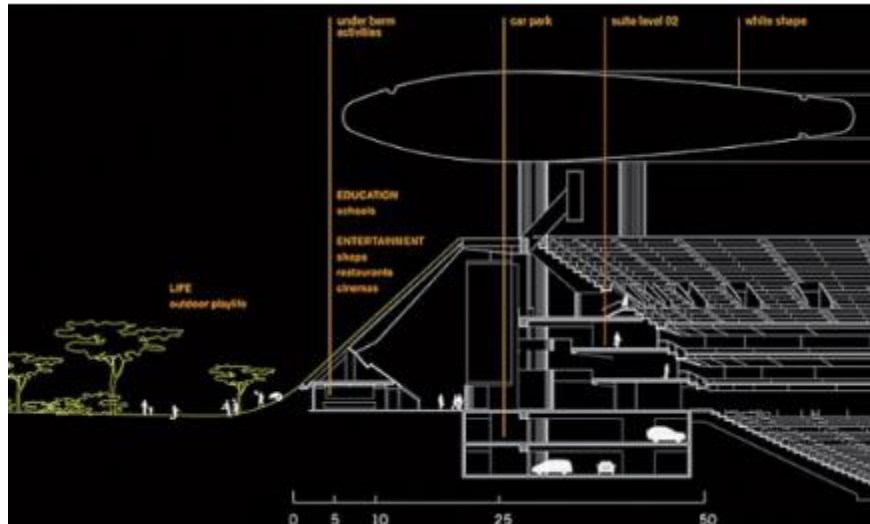 under berm
activities
car park
suite level 02
white shape
EDUCATION
schools
ENTERTAINMENT
shops
restaurants
cinemas
LIFE
outdoor playlife
0 5 10 25 50